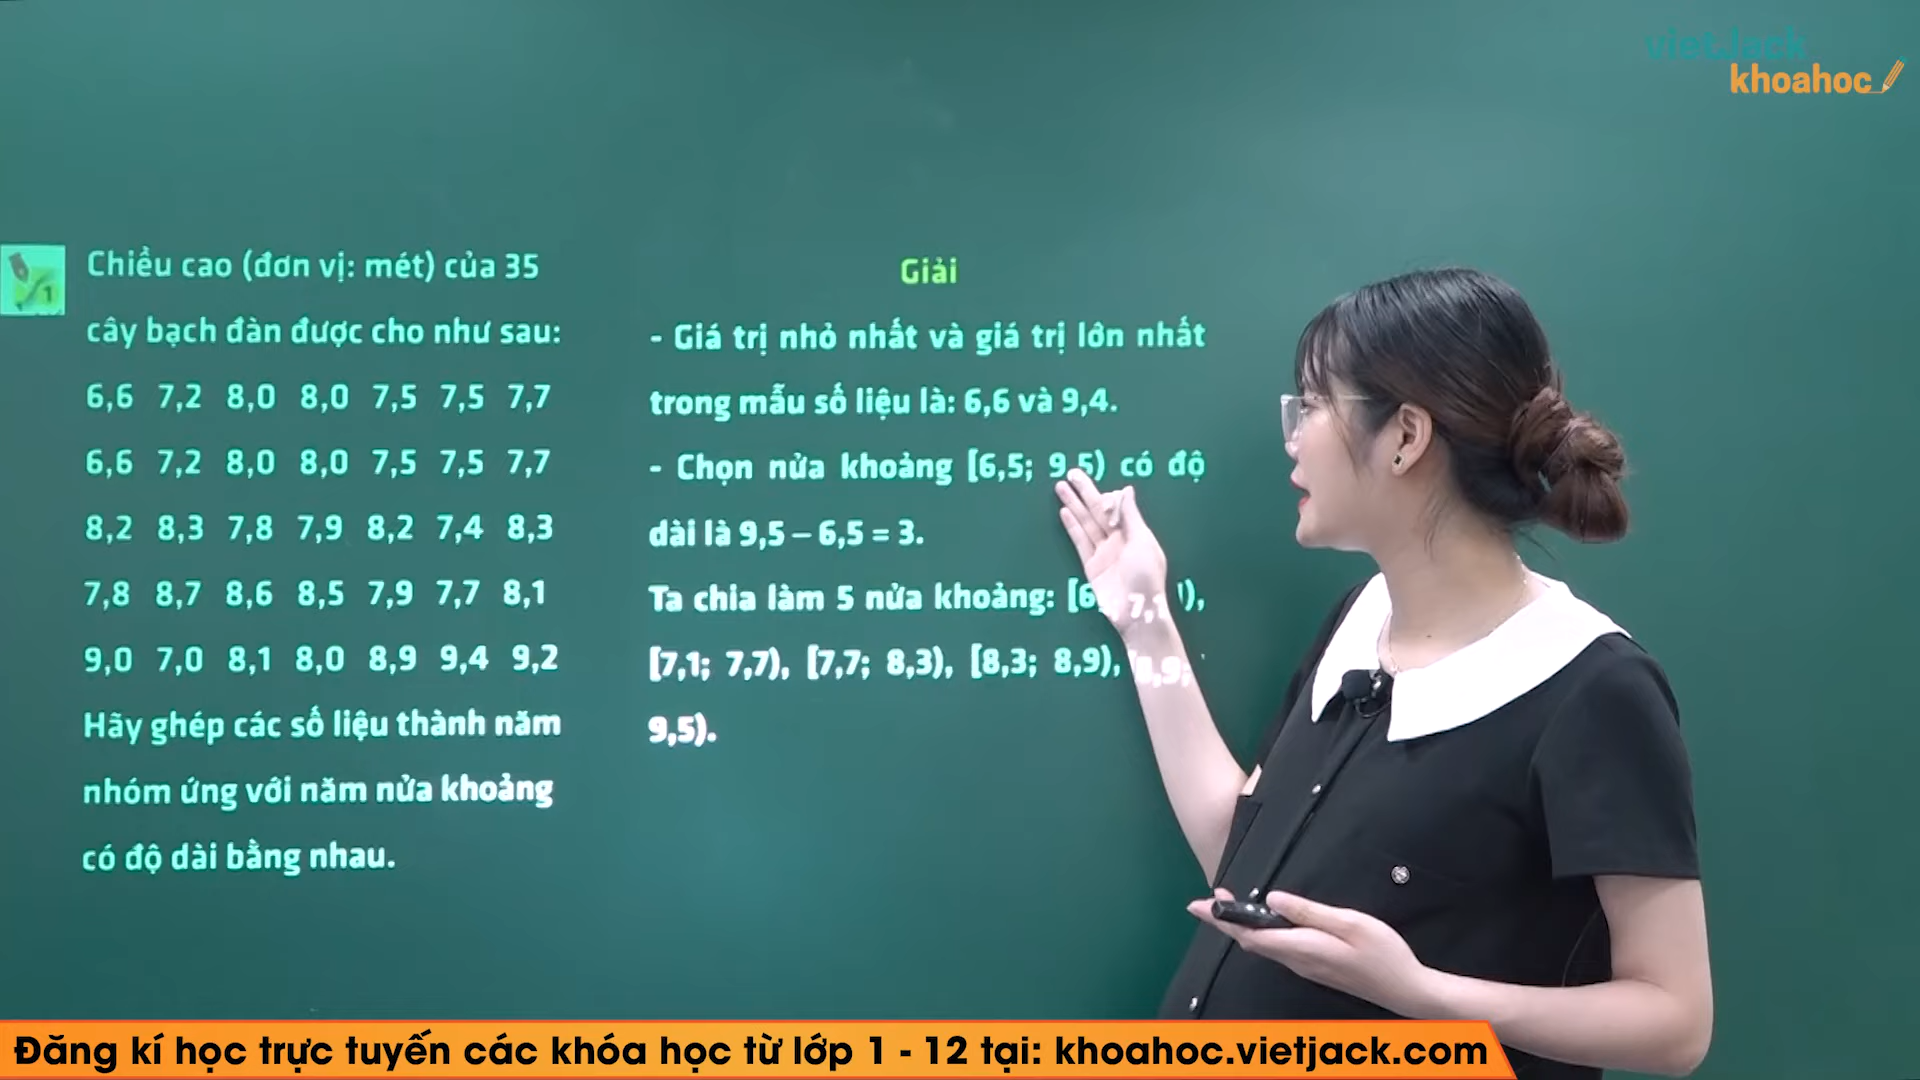 vietJack
khoahoc
1
Chiều cao (đơn vị: mét) của 35
cây bạch đàn được cho như sau:
6,6 7,2 8,0 8,0 7,5 7,5 7,7
6,6 7,2 8,0 8,0 7,5 7,5 7,7
8,2 8,3 7,8 7,9 8,2 7,4 8,3
7,8 8,7 8,6 8,5 7,9 7,7 8,1
9,0 7,0 8,1 8,0 8,9 9,4 9,2
Hãy ghép các số liệu thành năm
nhóm ứng với năm nửa khoảng
có độ dài bằng nhau.
Giải
- Giá trị nhỏ nhất và giá trị lớn nhất
trong mẫu số liệu là: 6,6 và 9,4.
- Chọn nửa khoảng [6,5; 9,5) có độ
dài là 9,5 – 6,5 = 3.
Ta chia làm 5 nửa khoảng: 7,1),
[7,1; 7,7), [7,7; 8,3), [8,3; 8,9), [8,9;
9,5).
Đăng kí học trực tuyến các khóa học từ lớp 1 - 12 tại: khoahoc.vietjack.com